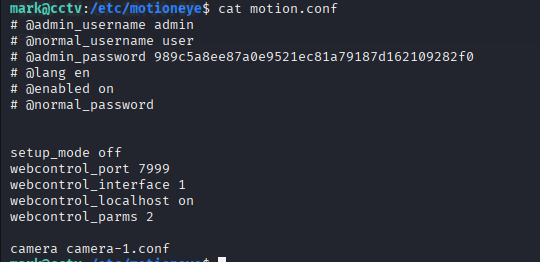 mark@cctv:/etc/motioneye$ cat motion.conf
# @admin_username admin
# @normal_username user
# @admin_password 989c5a8ee87a0e9521ec81a79187d162109282f0
# @lang en
# @enabled on
# @normal_password
setup_mode off
webcontrol_port 7999
webcontrol_interface 1
webcontrol_localhost on
webcontrol_parms 2
camera camera-1.conf
mark@cctv:/etc/motioneye$